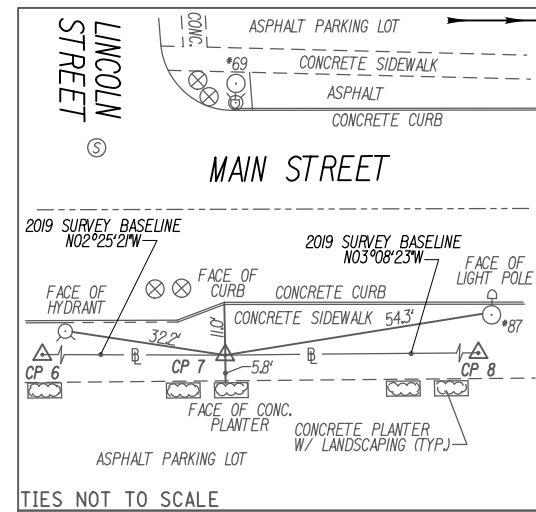 LINCOLN
STREET
CONC.
ASPHALT PARKING LOT
CONCRETE SIDEWALK
#69
ASPHALT
CONCRETE CURB
S
MAIN STREET
2019 SURVEY BASELINE
N02°25'21"W
2019 SURVEY BASELINE
N03°08'23"W
FACE OF
HYDRANT
FACE OF
CURB
CONCRETE CURB
FACE OF
LIGHT POLE
CONCRETE SIDEWALK
54.3'
#87
32.2'
11.0'
BL
BL
CP 6
CP 7
5.8'
CP 8
FACE OF CONC.
PLANTER
CONCRETE PLANTER
W/ LANDSCAPING (TYP.)
ASPHALT PARKING LOT
TIES NOT TO SCALE